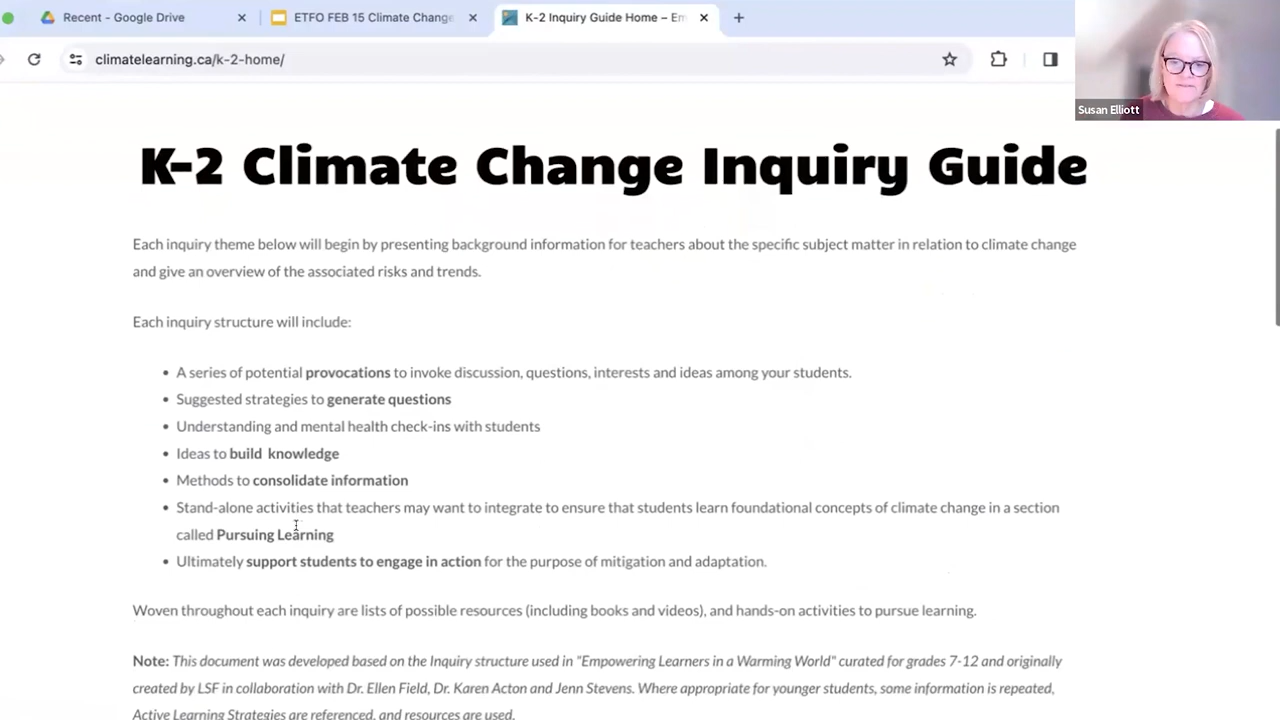 Recent - Google Drive
ETFO FEB 15 Climate Change
K-2 Inquiry Guide Home – Em
climatelearning.ca/k-2-home/
Susan Elliott
K-2 Climate Change Inquiry Guide
Each inquiry theme below will begin by presenting background information for teachers about the specific subject matter in relation to climate change
and give an overview of the associated risks and trends.
Each inquiry structure will include:
• A series of potential provocations to invoke discussion, questions, interests and ideas among your students.
• Suggested strategies to generate questions
• Understanding and mental health check-ins with students
• Ideas to build knowledge
• Methods to consolidate information
• Stand-alone activities that teachers may want to integrate to ensure that students learn foundational concepts of climate change in a section
called Pursuing Learning
• Ultimately support students to engage in action for the purpose of mitigation and adaptation.
Woven throughout each inquiry are lists of possible resources (including books and videos), and hands-on activities to pursue learning.
Note: This document was developed based on the Inquiry structure used in "Empowering Learners in a Warming World" curated for grades 7-12 and originally
created by LSF in collaboration with Dr. Ellen Field, Dr. Karen Acton and Jenn Stevens. Where appropriate for younger students, some information is repeated,
Active Learning Strategies are referenced, and resources are used.